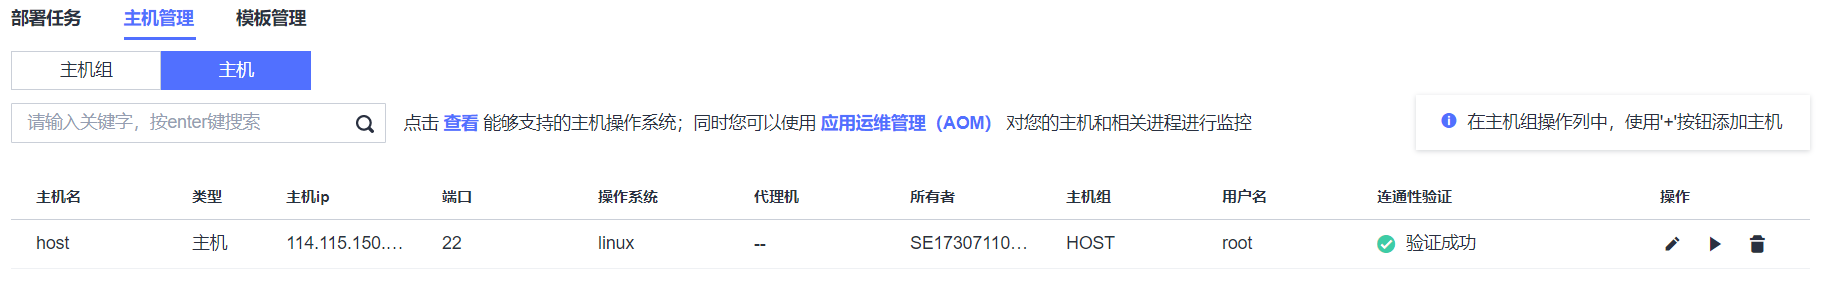 部署任务 主机管理 模板管理
主机组 主机
请输入关键字，按enter键搜索 点击 查看 能够支持的主机操作系统；同时您可以使用 应用运维管理（AOM） 对您的主机和相关进程进行监控 在主机组操作列中，使用'+'按钮添加主机
主机名 类型 主机ip 端口 操作系统 代理机 所有者 主机组 用户名 连通性验证 操作
host 主机 114.115.150.... 22 linux -- SE17307110... HOST root 验证成功